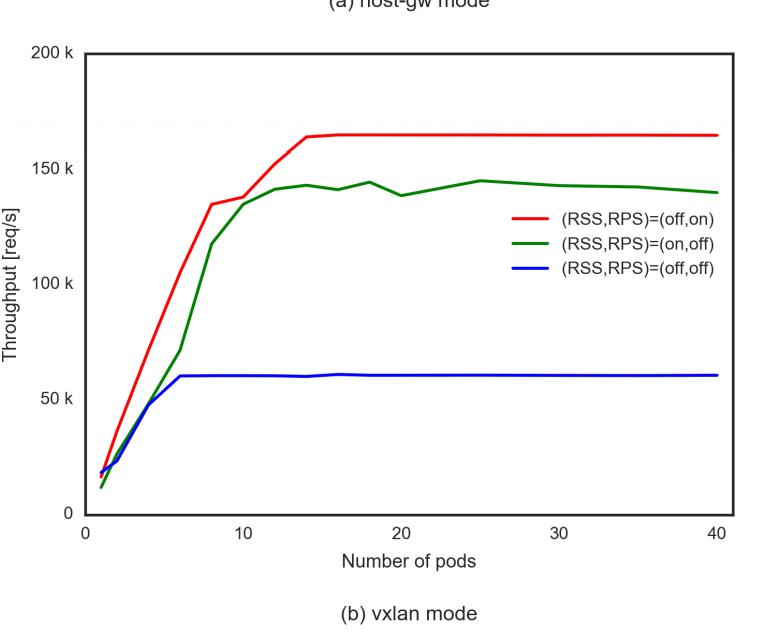 (a) host-gw mode
200 k
150 k
100 k
50 k
0
Throughput [req/s]
(RSS,RPS)=(off,on)
(RSS,RPS)=(on,off)
(RSS,RPS)=(off,off)
0 10 20 30 40
Number of pods
(b) vxlan mode